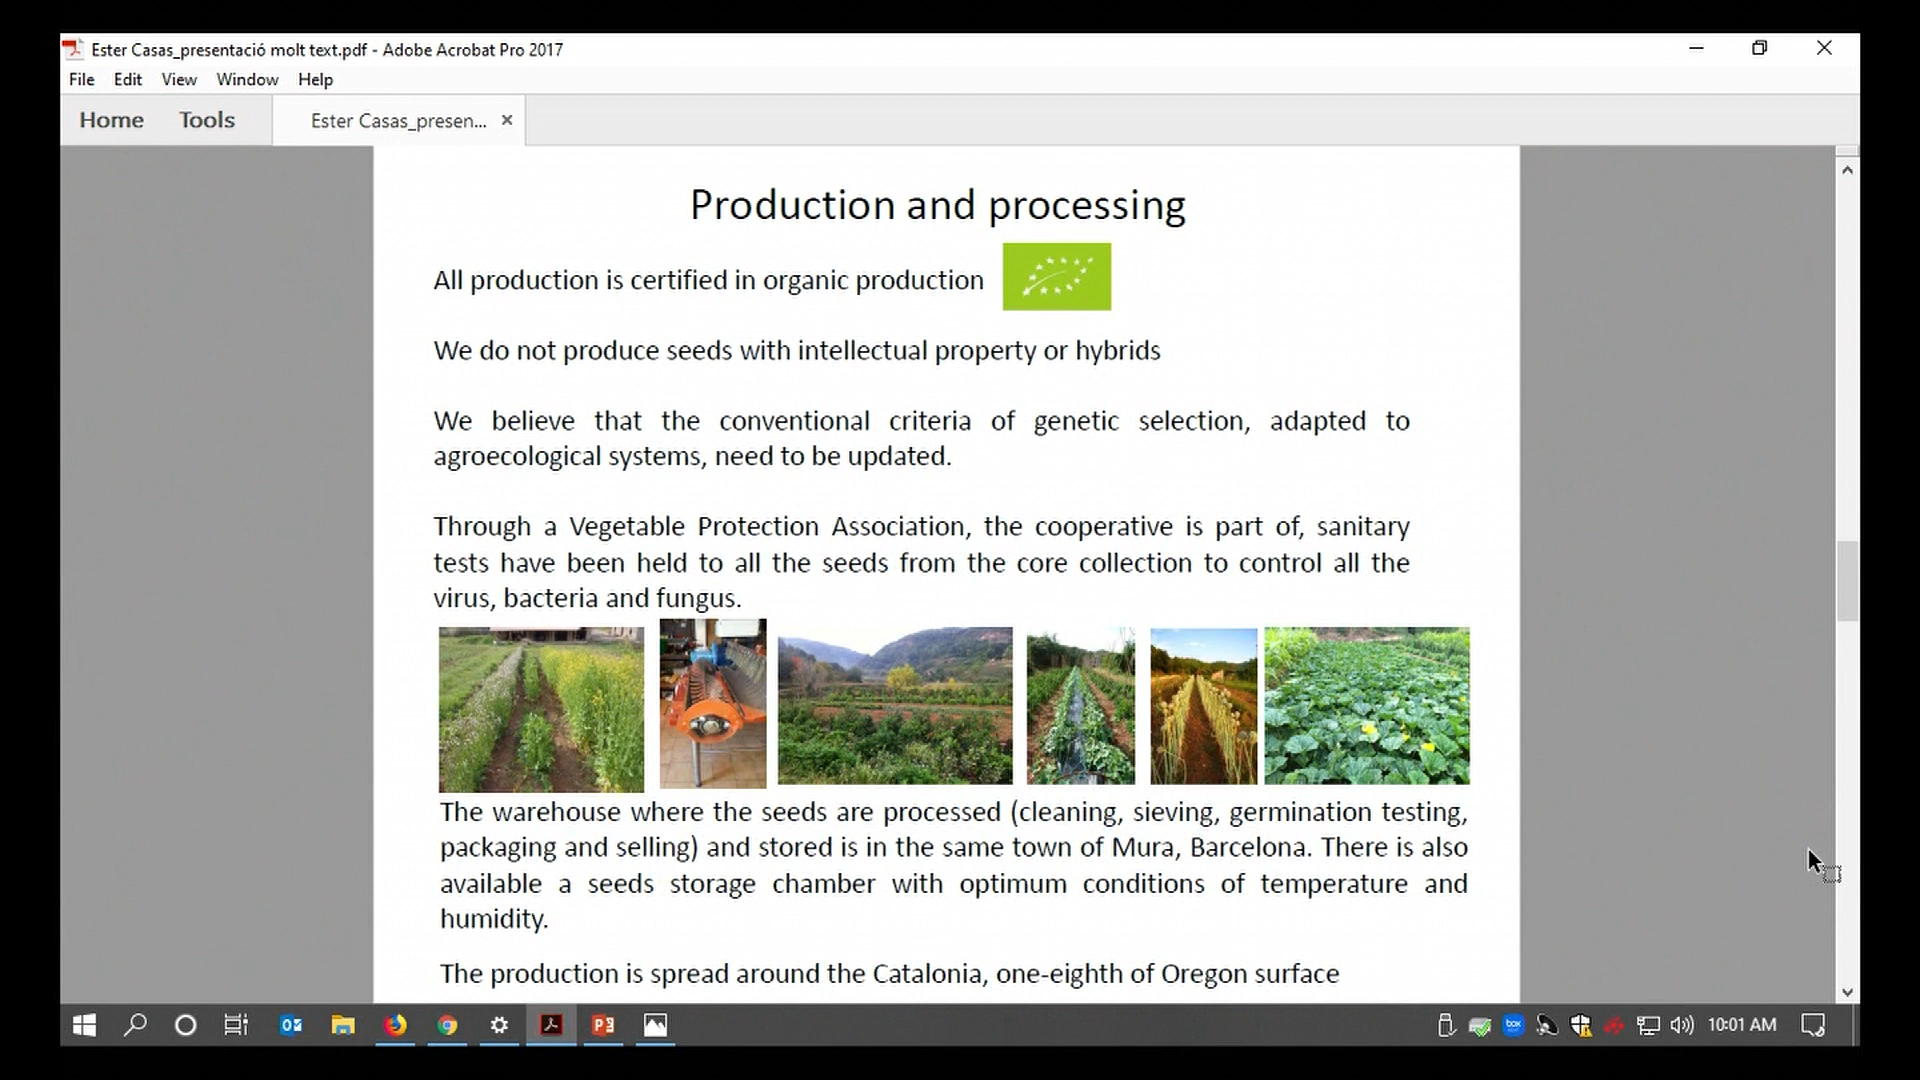 Ester Casas_presentació molt text.pdf - Adobe Acrobat Pro 2017
File Edit View Window Help
Home Tools Ester Casas_presen...
Production and processing
All production is certified in organic production
We do not produce seeds with intellectual property or hybrids
We believe that the conventional criteria of genetic selection, adapted to
agroecological systems, need to be updated.
Through a Vegetable Protection Association, the cooperative is part of, sanitary
tests have been held to all the seeds from the core collection to control all the
virus, bacteria and fungus.
The warehouse where the seeds are processed (cleaning, sieving, germination testing,
packaging and selling) and stored is in the same town of Mura, Barcelona. There is also
available a seeds storage chamber with optimum conditions of temperature and
humidity.
The production is spread around the Catalonia, one-eighth of Oregon surface
box
10:01 AM